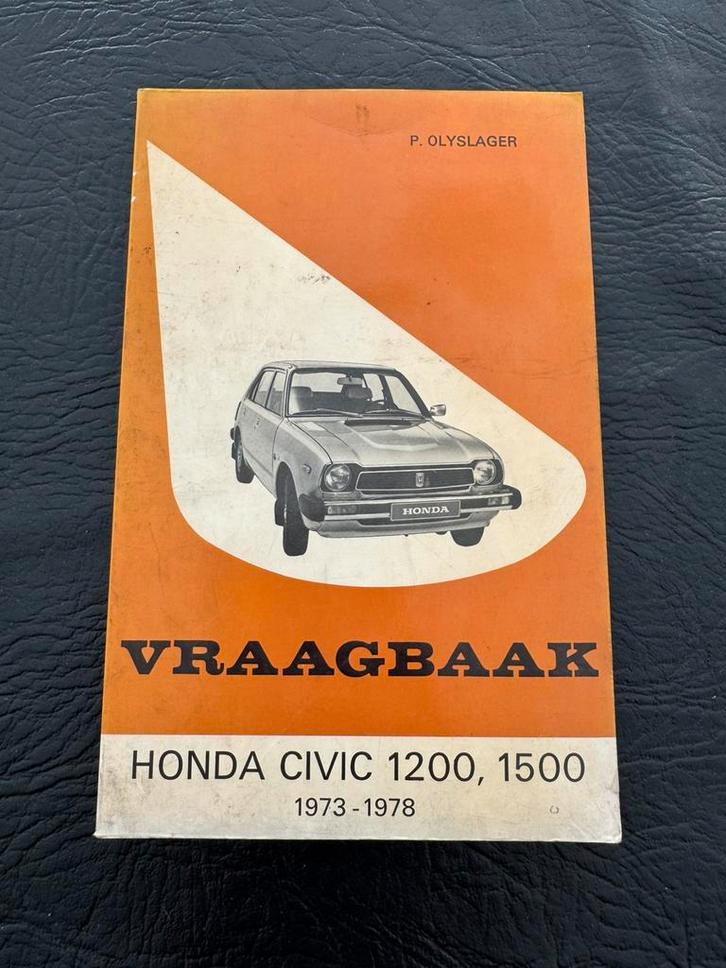 P. OLYSLAGER
HONDA
VRAAGBAAK
HONDA CIVIC 1200, 1500
1973-1978